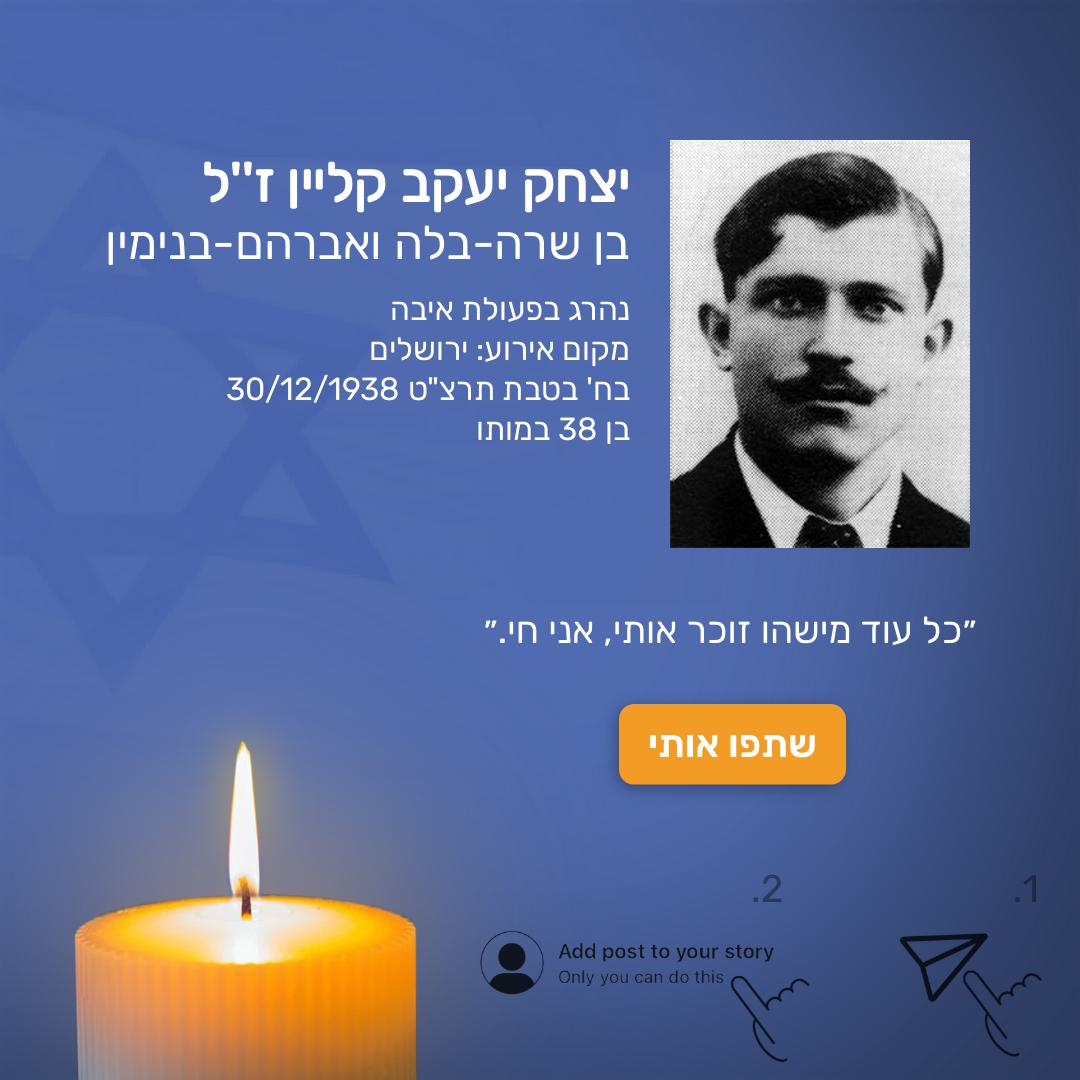 יצחק יעקב קליין ז"ל
בן שרה-בלה ואברהם-בנימין
נהרג בפעולת איבה
מקום אירוע: ירושלים
בח' בטבת תרצ"ט 30/12/1938
בן 38 במותו
״כל עוד מישהו זוכר אותי, אני חי.״
שתפו אותי
1.
2.
Add post to your story
Only you can do this